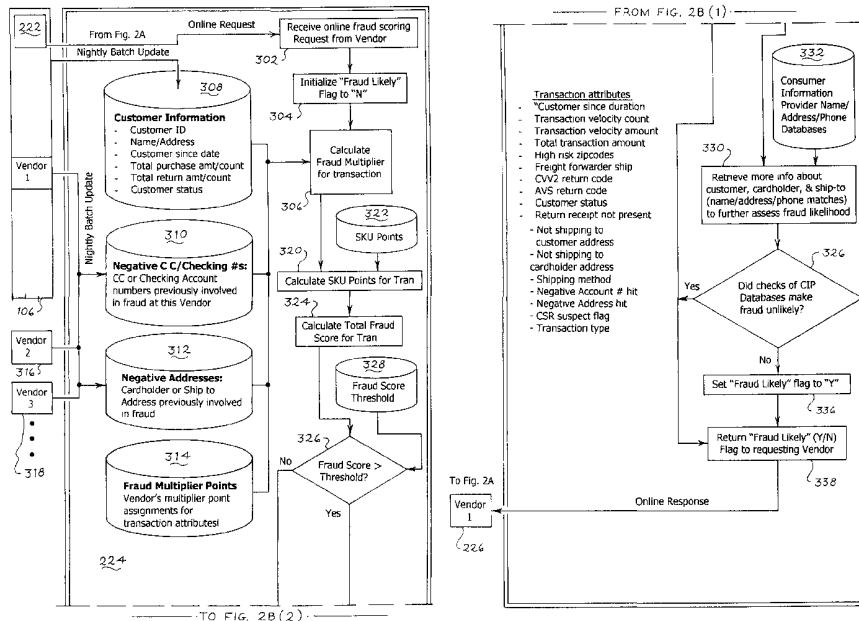 222
From Fig. 2A
Online Request
Nightly Batch Update
Receive online fraud scoring
Request from Vendor
302
Initialize "Fraud Likely"
Flag to "N"
304
308
Customer Information
- Customer ID
- Name/Address
- Customer since date
- Total purchase amt/count
- Total return amt/count
- Customer status
Calculate
Fraud Multiplier
for transaction
306
Vendor
1
Nightly Batch Update
310
Negative C C/Checking #s:
CC or Checking Account
numbers previously involved
in fraud at this Vendor
322
SKU Points
320
Calculate SKU Points for Tran
324
Calculate Total Fraud
Score for Tran
106
Vendor
2
316
Vendor
3
318
312
Negative Addresses:
Cardholder or Ship to
Address previously involved
in fraud
328
Fraud Score
Threshold
326
Fraud Score >
Threshold?
No
Yes
314
Fraud Multiplier Points
Vendor's multiplier point
assignments for
transaction attributes/
224
TO FIG. 2B(2)
FROM FIG. 2B(1)
332
Consumer
Information
Provider Name/
Address/Phone
Databases
Transaction attributes
- "Customer since duration
- Transaction velocity count
- Transaction velocity amount
- Total transaction amount
- High risk zipcodes
- Freight forwarder ship
- CVV2 return code
- AVS return code
- Customer status
- Return receipt not present
- Not shipping to
customer address
- Not shipping to
cardholder address
- Shipping method
- Negative Account # hit
- Negative Address hit
- CSR suspect flag
- Transaction type
330
Retrieve more info about
customer, cardholder, & ship-to
(name/address/phone matches)
to further assess fraud likelihood
326
Did checks of CIP
Databases make
fraud unlikely?
Yes
No
Set "Fraud Likely" flag to "Y"
336
Return "Fraud Likely" (Y/N)
Flag to requesting Vendor
338
To Fig. 2A
Online Response
Vendor
1
226